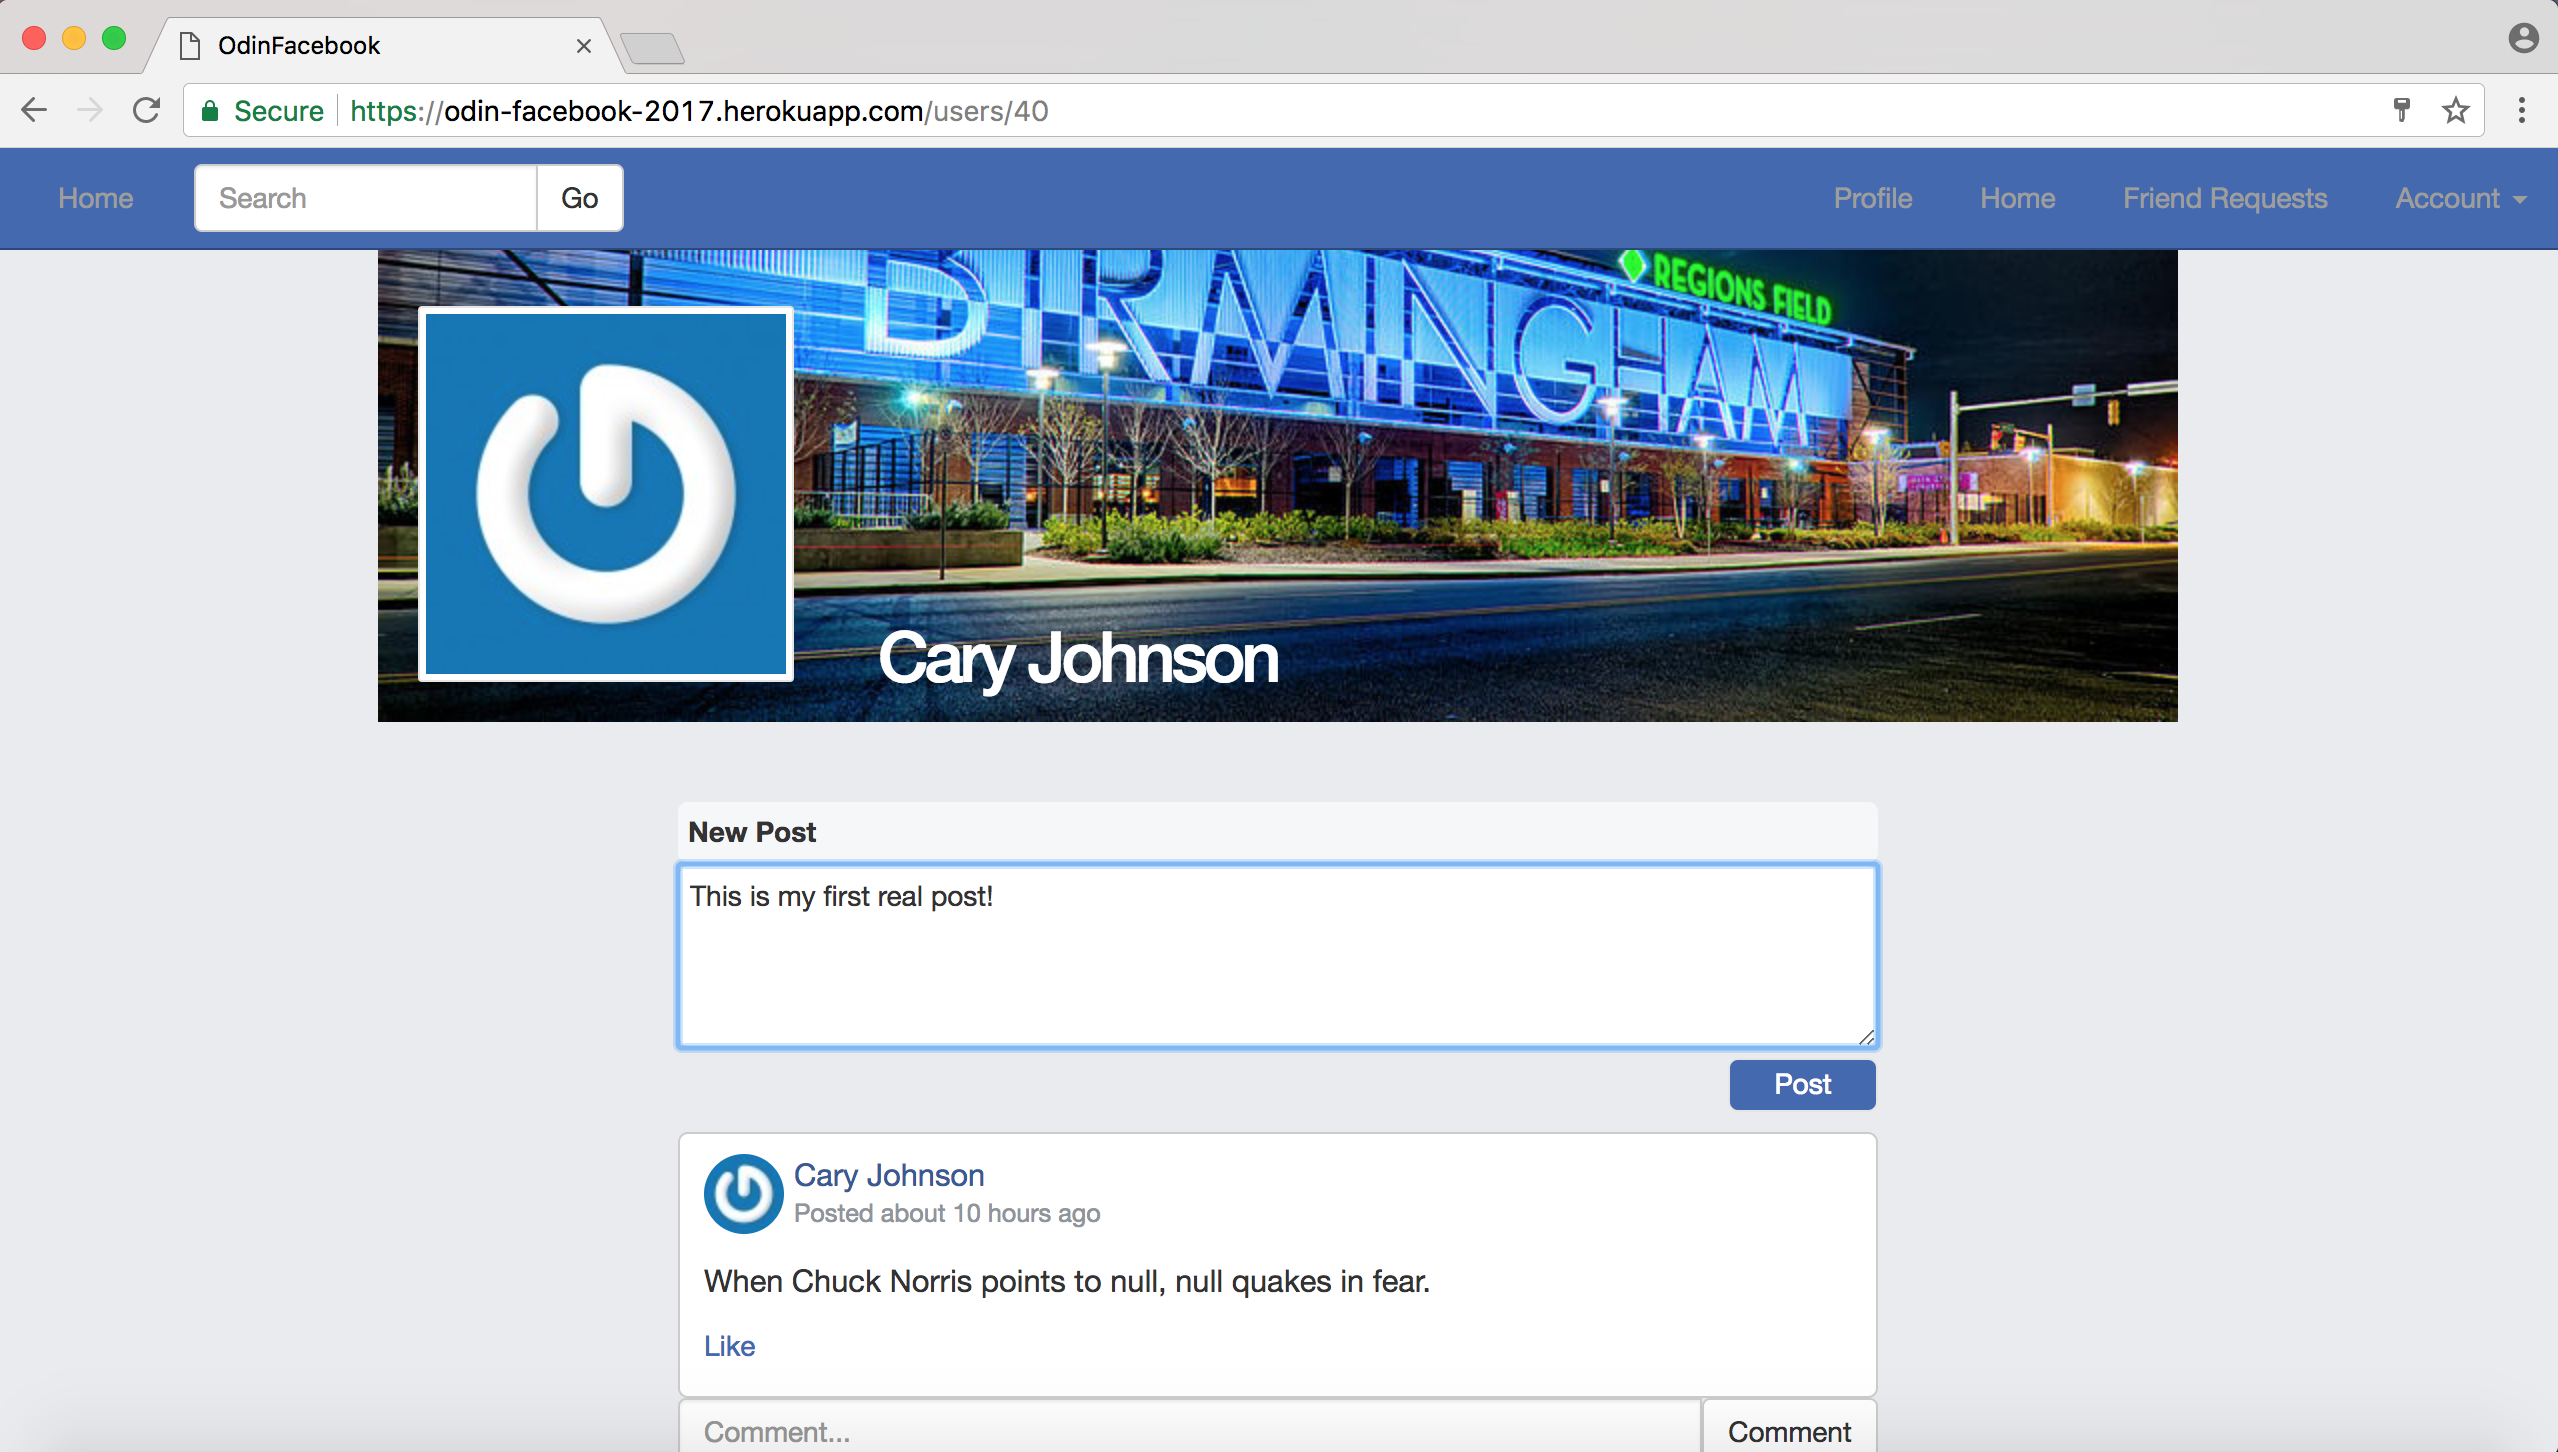 OdinFacebook
Secure https://odin-facebook-2017.herokuapp.com/users/40
Home Search Go Profile Home Friend Requests Account
BIRMINGHAM
REGIONS FIELD
Cary Johnson
New Post
This is my first real post!
Post
Cary Johnson
Posted about 10 hours ago
When Chuck Norris points to null, null quakes in fear.
Like
Comment... Comment